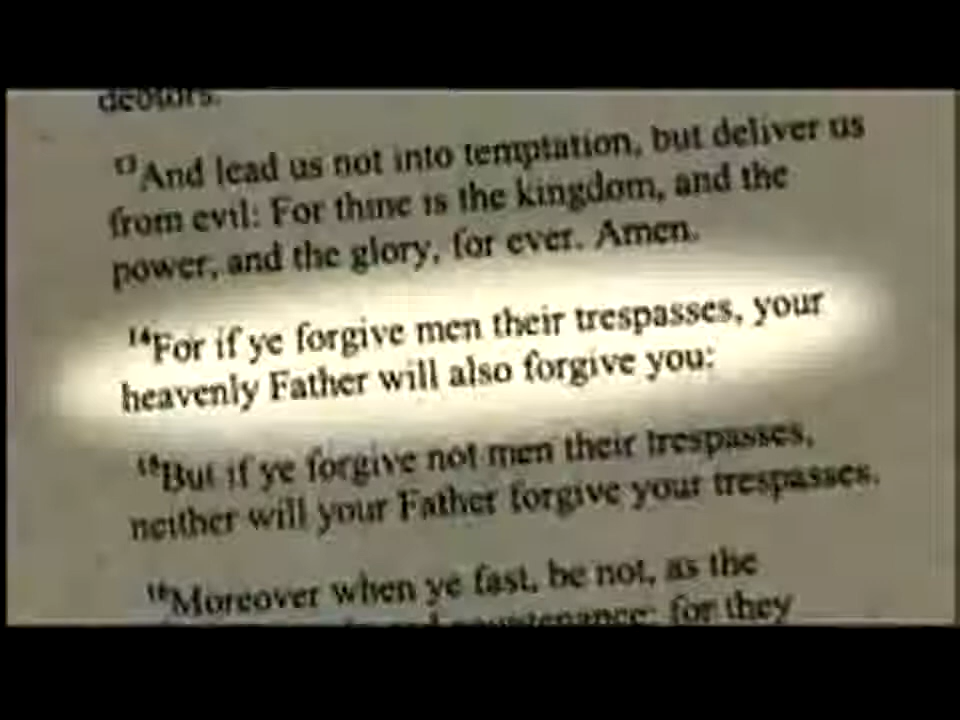 debtors.
13And lead us not into temptation, but deliver us
from evil: For thine is the kingdom, and the
power, and the glory, for ever. Amen.
14For if ye forgive men their trespasses, your
heavenly Father will also forgive you:
15But if ye forgive not men their trespasses,
neither will your Father forgive your trespasses.
16Moreover when ye fast, be not, as the
countenance: for they